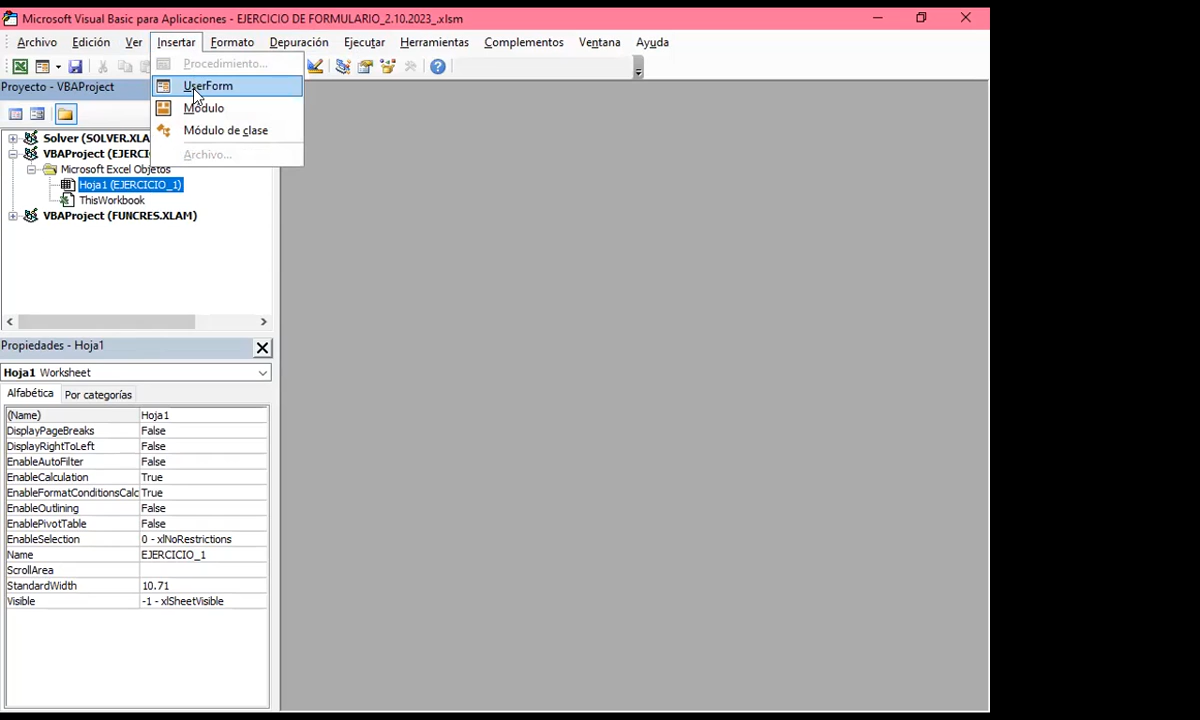 Microsoft Visual Basic para Aplicaciones - EJERCICIO DE FORMULARIO_2.10.2023_.xlsm
Archivo Edición Ver Insertar Formato Depuración Ejecutar Herramientas Complementos Ventana Ayuda
Procedimiento...
UserForm
Módulo
Módulo de clase
Archivo...
Proyecto - VBAProject
Solver (SOLVER.XLA
VBAProject (EJERCI
Microsoft Excel Objetos
Hoja1 (EJERCICIO_1)
ThisWorkbook
VBAProject (FUNCRES.XLAM)
Propiedades - Hoja1
Hoja1 Worksheet
Alfabética Por categorías
(Name) Hoja1
DisplayPageBreaks False
DisplayRightToLeft False
EnableAutoFilter False
EnableCalculation True
EnableFormatConditionsCalc True
EnableOutlining False
EnablePivotTable False
EnableSelection 0 - xlNoRestrictions
Name EJERCICIO_1
ScrollArea
StandardWidth 10.71
Visible -1 - xlSheetVisible